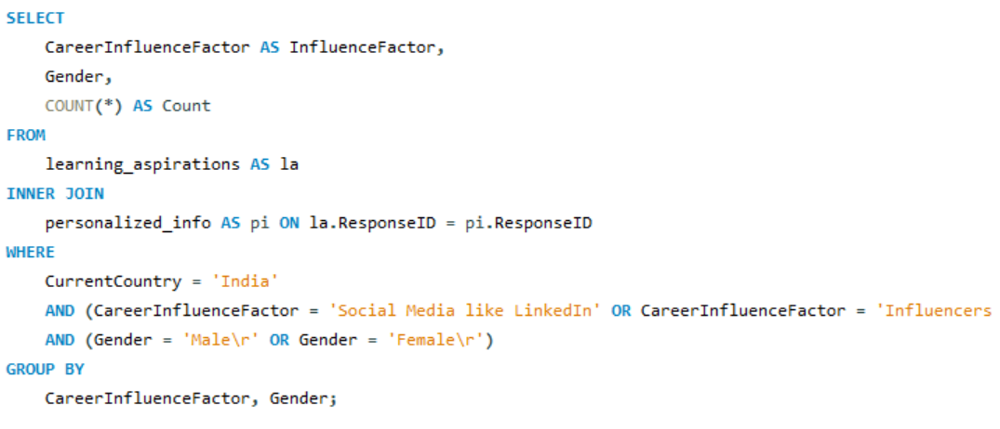 SELECT
    CareerInfluenceFactor AS InfluenceFactor,
    Gender,
    COUNT(*) AS Count
FROM
    learning_aspirations AS la
INNER JOIN
    personalized_info AS pi ON la.ResponseID = pi.ResponseID
WHERE
    CurrentCountry = 'India'
    AND (CareerInfluenceFactor = 'Social Media like LinkedIn' OR CareerInfluenceFactor = 'Influencers
    AND (Gender = 'Male\r' OR Gender = 'Female\r')
GROUP BY
    CareerInfluenceFactor, Gender;